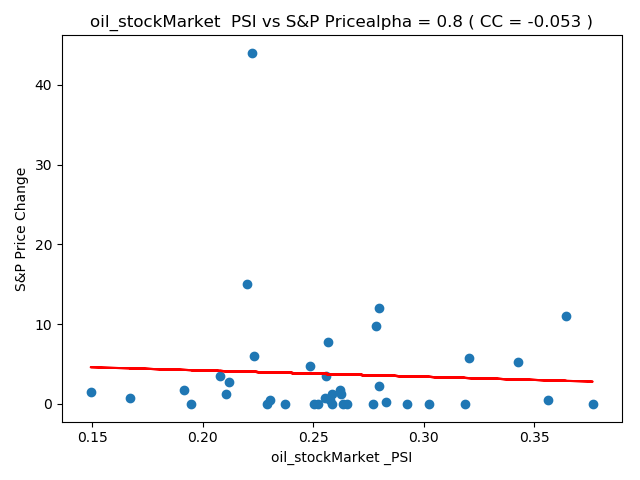 oil_stockMarket  PSI vs S&P Pricealpha = 0.8 ( CC = -0.053 )
40
30
20
10
0
S&P Price Change
0.15 0.20 0.25 0.30 0.35
oil_stockMarket _PSI